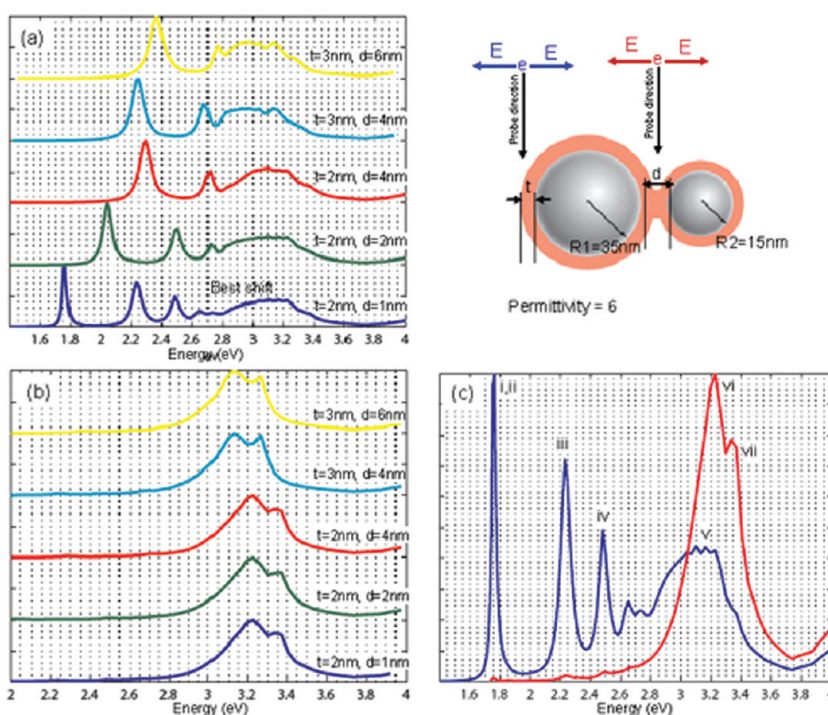 (a)
t=3nm, d=6nm
t=3nm, d=4nm
t=2nm, d=4nm
t=2nm, d=2nm
Best shift
t=2nm, d=1nm
1.6 1.8 2 2.2 2.4 2.6 2.8 3 3.2 3.4 3.6 3.8 4
Energy (eV)
E E E E
e e
Probe direction
Probe direction
t d
R1=35nm
R2=15nm
Permittivity = 6
(b)
t=3nm, d=6nm
t=3nm, d=4nm
t=2nm, d=4nm
t=2nm, d=2nm
t=2nm, d=1nm
2 2.2 2.4 2.6 2.8 3 3.2 3.4 3.6 3.8 4
Energy (eV)
(c)
i,ii
iii
iv
v
vi
vii
1.6 1.8 2 2.2 2.4 2.6 2.8 3 3.2 3.4 3.6 3.8 4
Energy (eV)